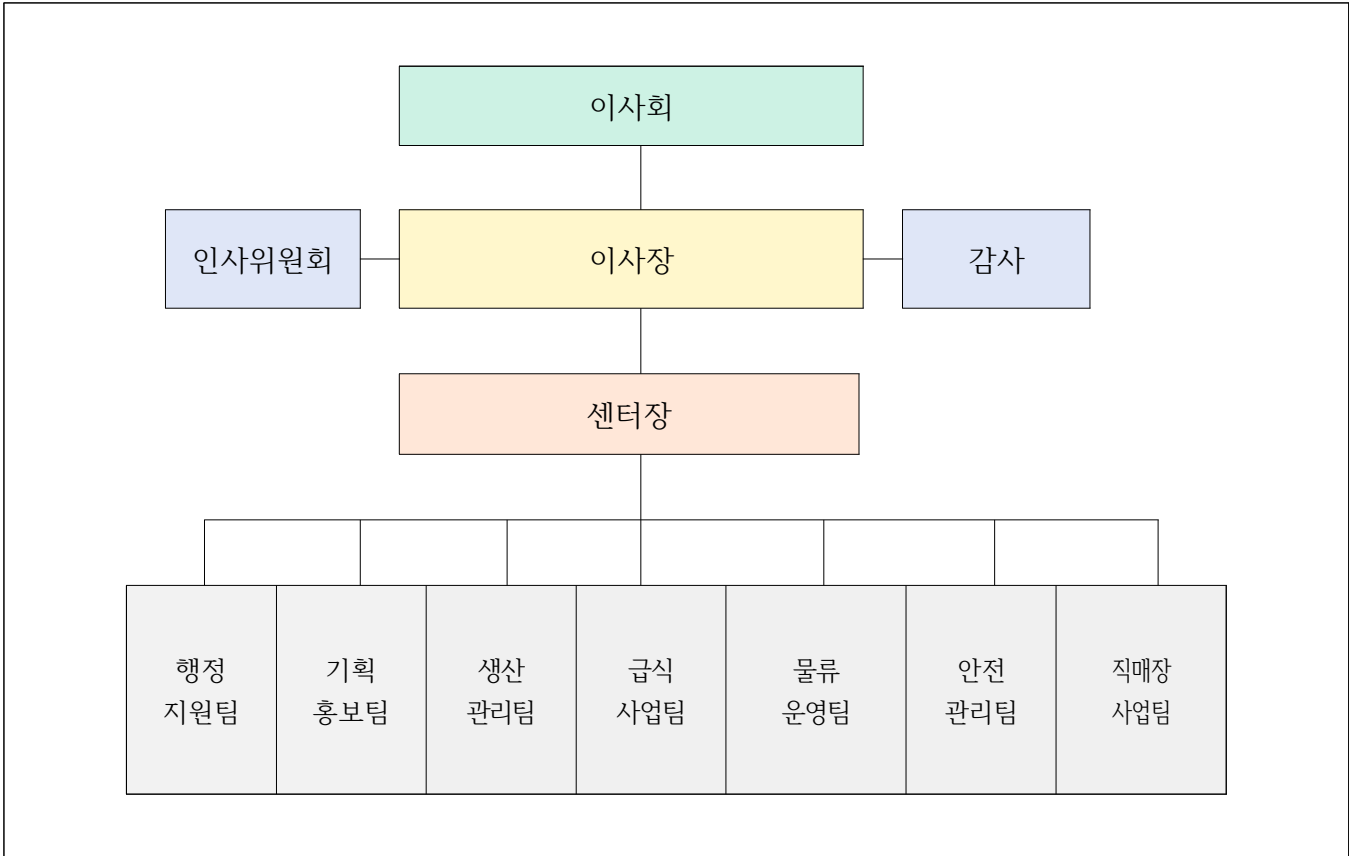 이사회
인사위원회
이사장
감사
센터장
행정
지원팀
기획
홍보팀
생산
관리팀
급식
사업팀
물류
운영팀
안전
관리팀
직매장
사업팀